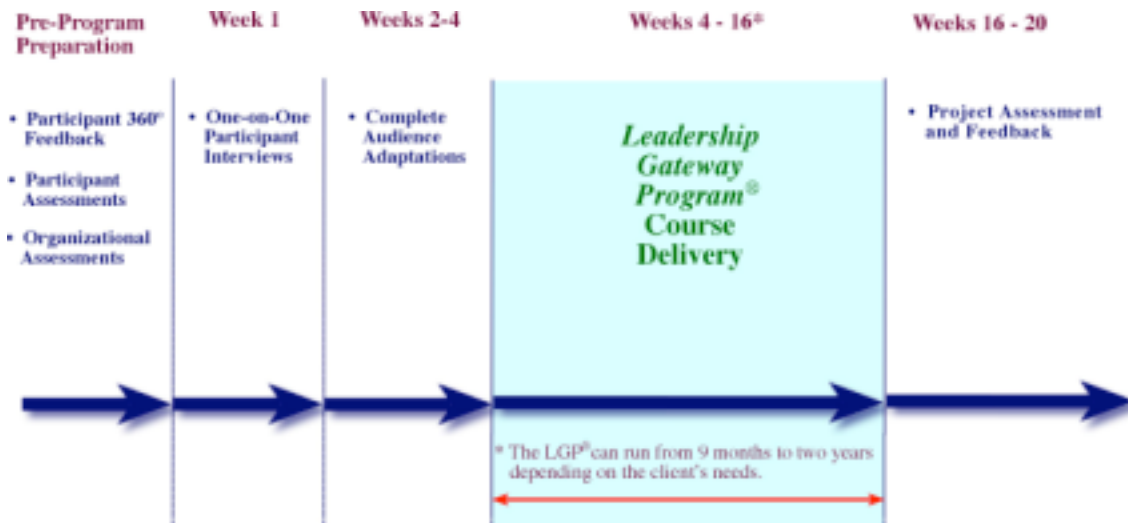 Pre-Program
Preparation
• Participant 360°
Feedback
• Participant
Assessments
• Organizational
Assessments
Week 1
• One-on-One
Participant
Interviews
Weeks 2-4
• Complete
Audience
Adaptations
Weeks 4 - 16*
Leadership
Gateway
Program®
Course
Delivery
* The LGP® can run from 9 months to two years
depending on the client's needs.
Weeks 16 - 20
• Project Assessment
and Feedback